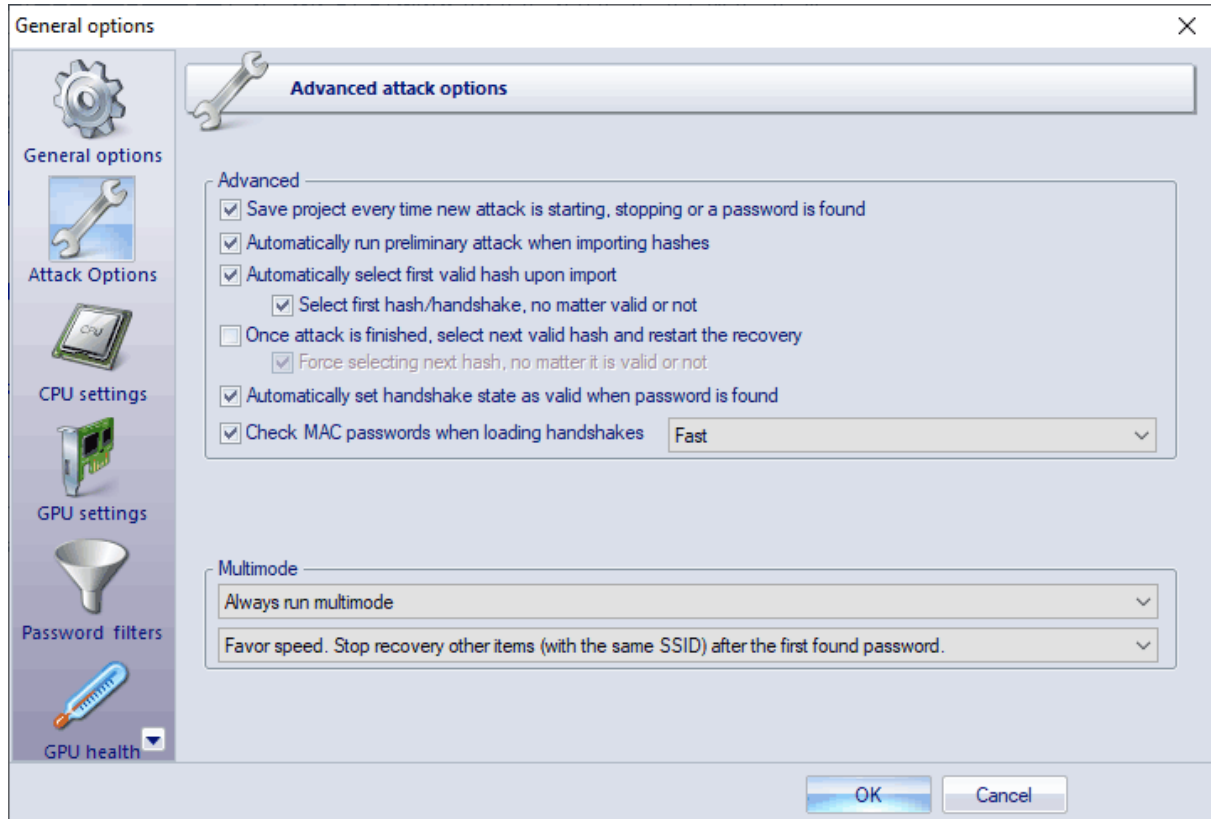 General options
General options
Attack Options
CPU
CPU settings
GPU settings
Password filters
GPU health
Advanced attack options
Advanced
Save project every time new attack is starting, stopping or a password is found
Automatically run preliminary attack when importing hashes
Automatically select first valid hash upon import
Select first hash/handshake, no matter valid or not
Once attack is finished, select next valid hash and restart the recovery
Force selecting next hash, no matter it is valid or not
Automatically set handshake state as valid when password is found
Check MAC passwords when loading handshakes Fast
Multimode
Always run multimode
Favor speed. Stop recovery other items (with the same SSID) after the first found password.
OK Cancel